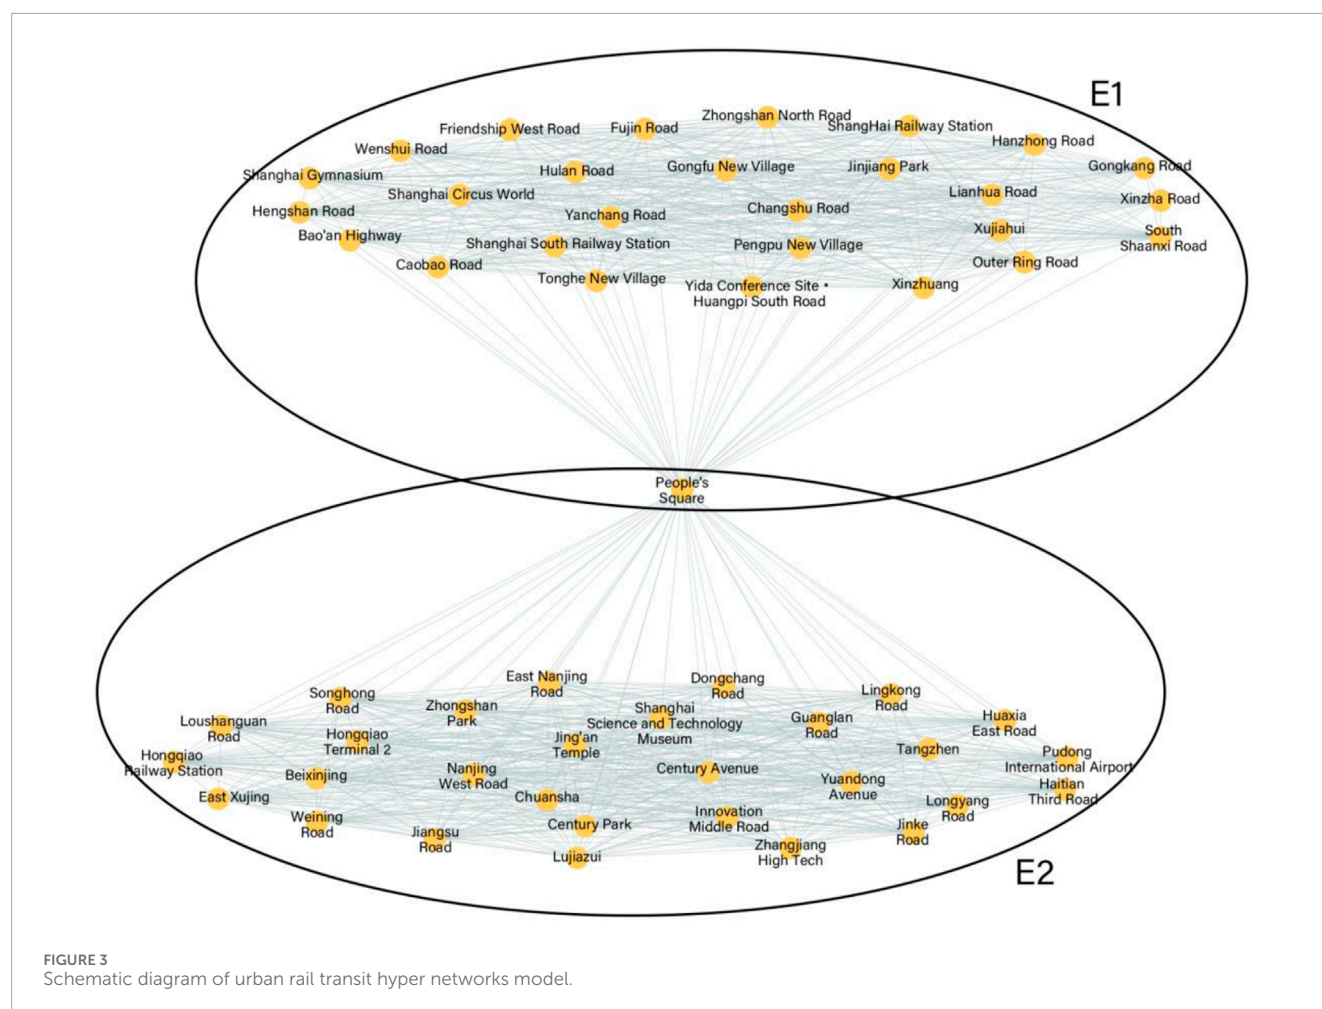 E1
Zhongshan North Road
Friendship West Road
Fujin Road
ShangHai Railway Station
Hanzhong Road
Wenshui Road
Hulan Road
Gongfu New Village
Jinjiang Park
Gongkang Road
Shanghai Gymnasium
Shanghai Circus World
Lianhua Road
Xinzha Road
Hengshan Road
Yanchang Road
Changshu Road
Xujiahui
South
Shaanxi Road
Bao'an Highway
Shanghai South Railway Station
Pengpu New Village
Caobao Road
Outer Ring Road
Tonghe New Village
Yida Conference Site •
Huangpi South Road
Xinzhuang
People's
Square
East Nanjing
Road
Dongchang
Road
Songhong
Road
Lingkong
Road
Zhongshan
Park
Shanghai
Science and Technology
Museum
Loushanguan
Road
Guanglan
Road
Huaxia
East Road
Hongqiao
Terminal 2
Jing'an
Temple
Tangzhen
Hongqiao
Railway Station
Pudong
International Airport
Beixinjing
Nanjing
West Road
Century Avenue
Yuandong
Avenue
Haitian
Third Road
East Xujing
Chuansha
Longyang
Road
Weining
Road
Century Park
Innovation
Middle Road
Jiangsu
Road
Jinke
Road
Lujiazui
Zhangjiang
High Tech
E2
FIGURE 3
Schematic diagram of urban rail transit hyper networks model.